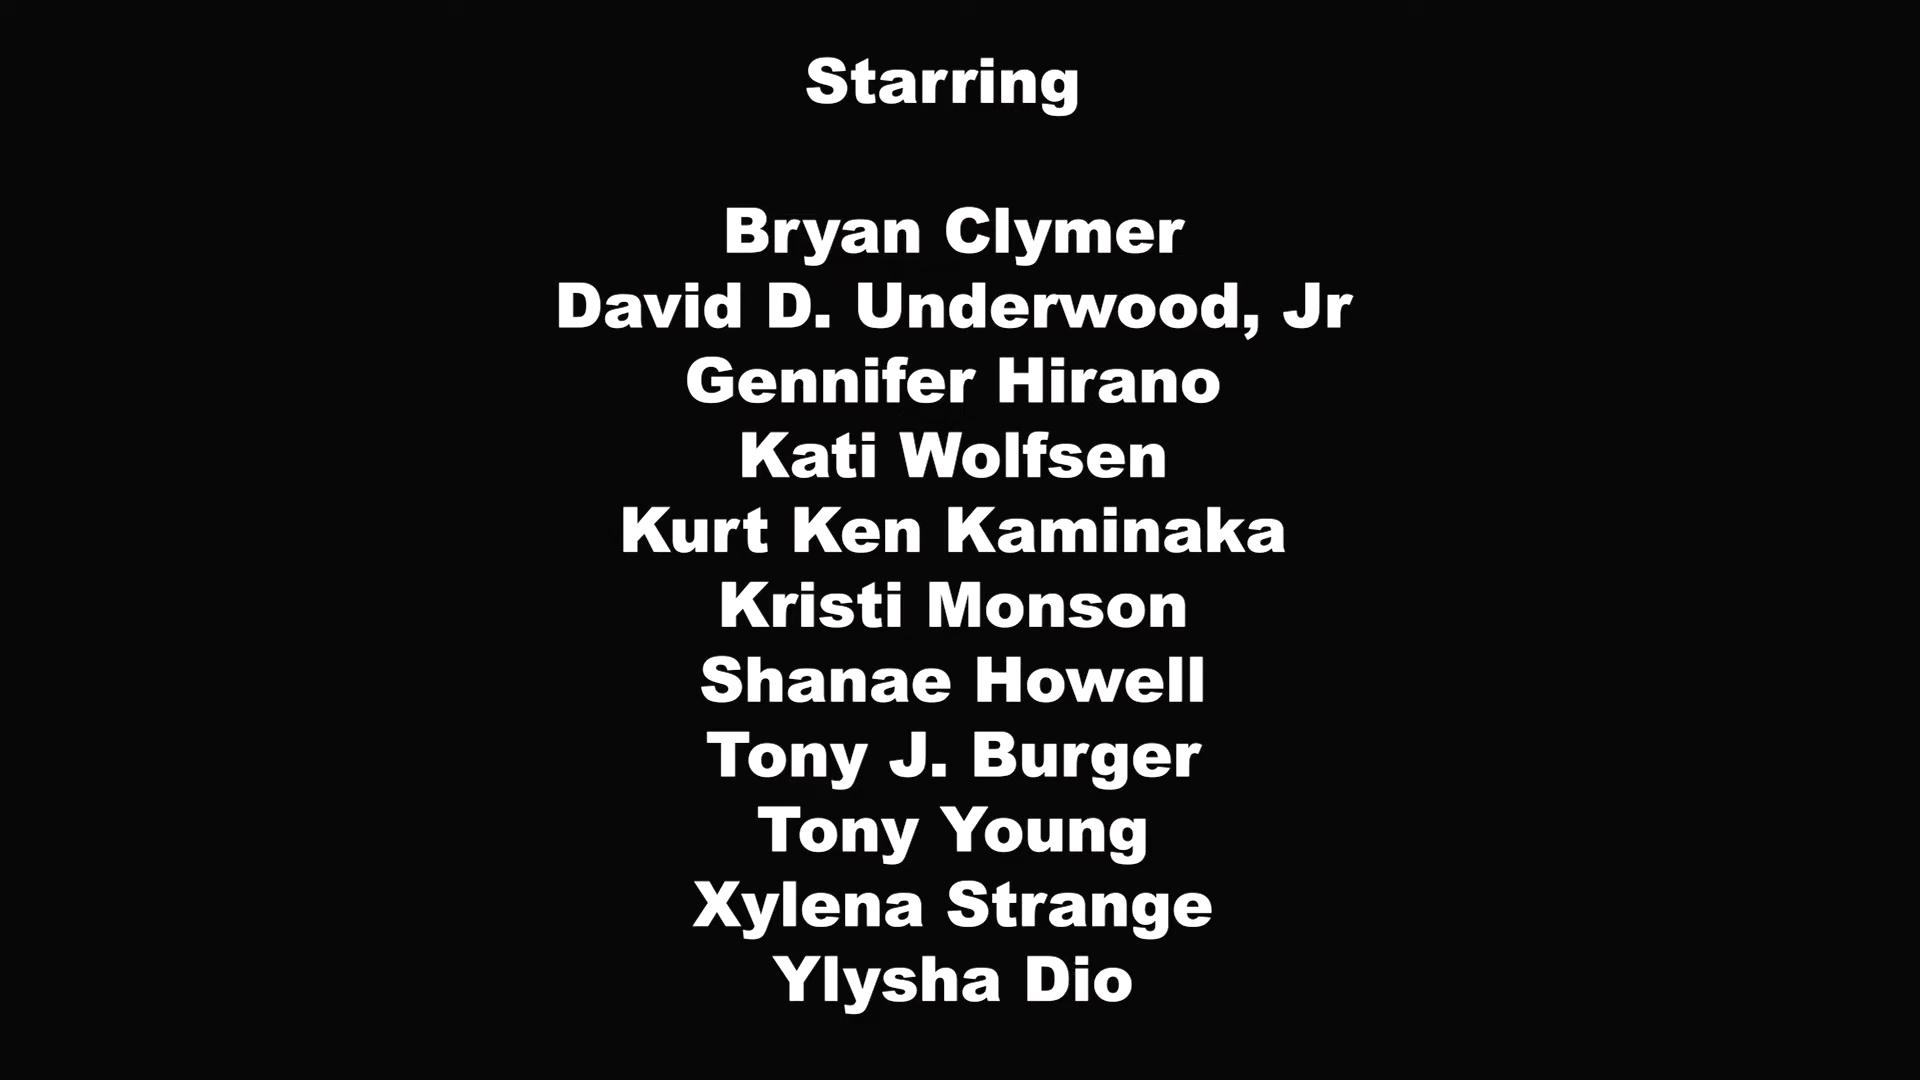 Starring
Bryan Clymer
David D. Underwood, Jr
Gennifer Hirano
Kati Wolfsen
Kurt Ken Kaminaka
Kristi Monson
Shanae Howell
Tony J. Burger
Tony Young
Xylena Strange
Ylysha Dio